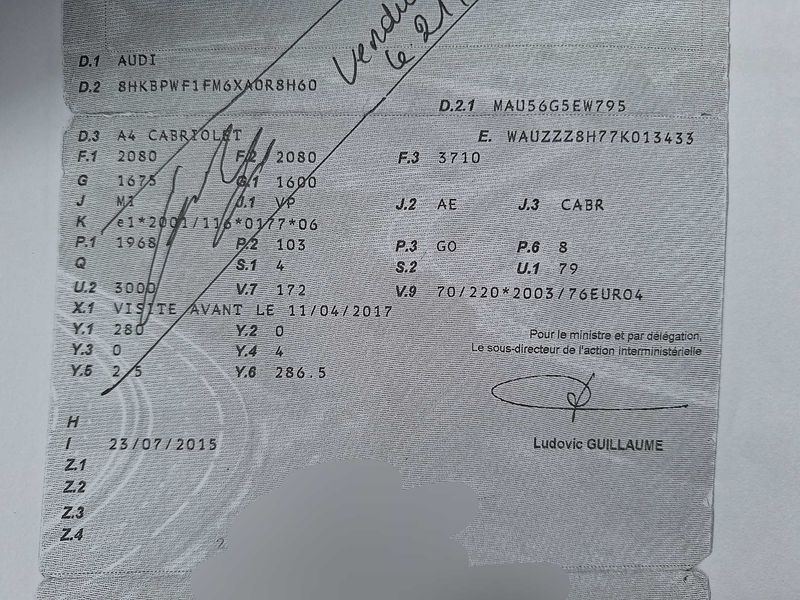 Vendu
le 21
D.1 AUDI
D.2 8HKBPWF1FM6XA0R8H60
D.2.1 MAU56G5EW795
D.3 A4 CABRIOLET E. WAUZZZ8H77K013433
F.1 2080 F.2 2080 F.3 3710
G 1675 G.1 1600
J M1 J.1 VP J.2 AE J.3 CABR
K e1*2001/116*0177*06
P.1 1968 P.2 103 P.3 GO P.6 8
Q S.1 4 S.2 U.1 79
U.2 3000 V.7 172 V.9 70/220*2003/76EURO4
X.1 VISITE AVANT LE 11/04/2017
Y.1 280 Y.2 0
Y.3 0 Y.4 4
Y.5 2,5 Y.6 286.5
Pour le ministre et par délégation,
Le sous-directeur de l'action interministérielle
H
I 23/07/2015
Ludovic GUILLAUME
Z.1
Z.2
Z.3
Z.4